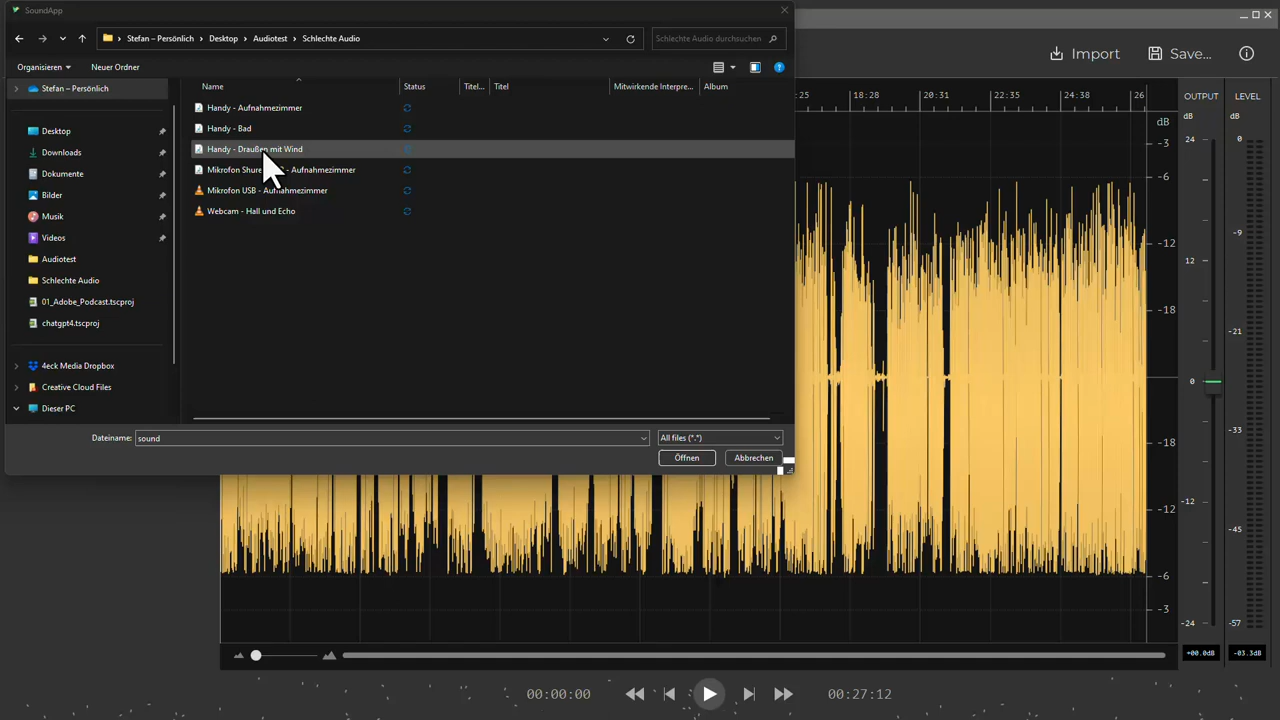 SoundApp
Stefan – Persönlich > Desktop > Audiotest > Schlechte Audio
Schlechte Audio durchsuchen
Import
Save...
Organisieren
Neuer Ordner
Name
Status
Titel...
Titel
Mitwirkende Interpre...
Album
Stefan – Persönlich
Desktop
Downloads
Dokumente
Bilder
Musik
Videos
Audiotest
Schlechte Audio
01_Adobe_Podcast.tscproj
chatgpt4.tscproj
4eck Media Dropbox
Creative Cloud Files
Dieser PC
Handy - Aufnahmezimmer
Handy - Bad
Handy - Draußen mit Wind
Mikrofon Shure - Aufnahmezimmer
Mikrofon USB - Aufnahmezimmer
Webcam - Hall und Echo
Dateiname:
sound
All files (*.*)
Öffnen
Abbrechen
:25
18:28
20:31
22:35
24:38
26
dB
-3
-6
-12
-18
-18
-12
-6
-3
OUTPUT
dB
24
12
0
-12
-24
+00.0dB
LEVEL
dB
0
-9
-21
-33
-45
-57
-03.3dB
00:00:00
00:27:12